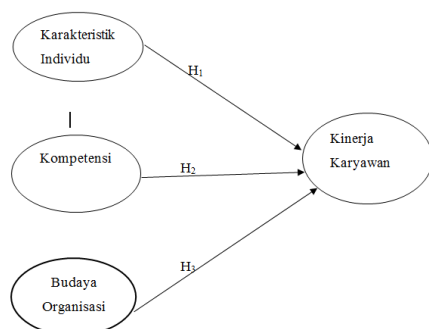 Karakteristik
Individu
H₁
Kinerja
Karyawan
Kompetensi
H₂
H₃
Budaya
Organisasi